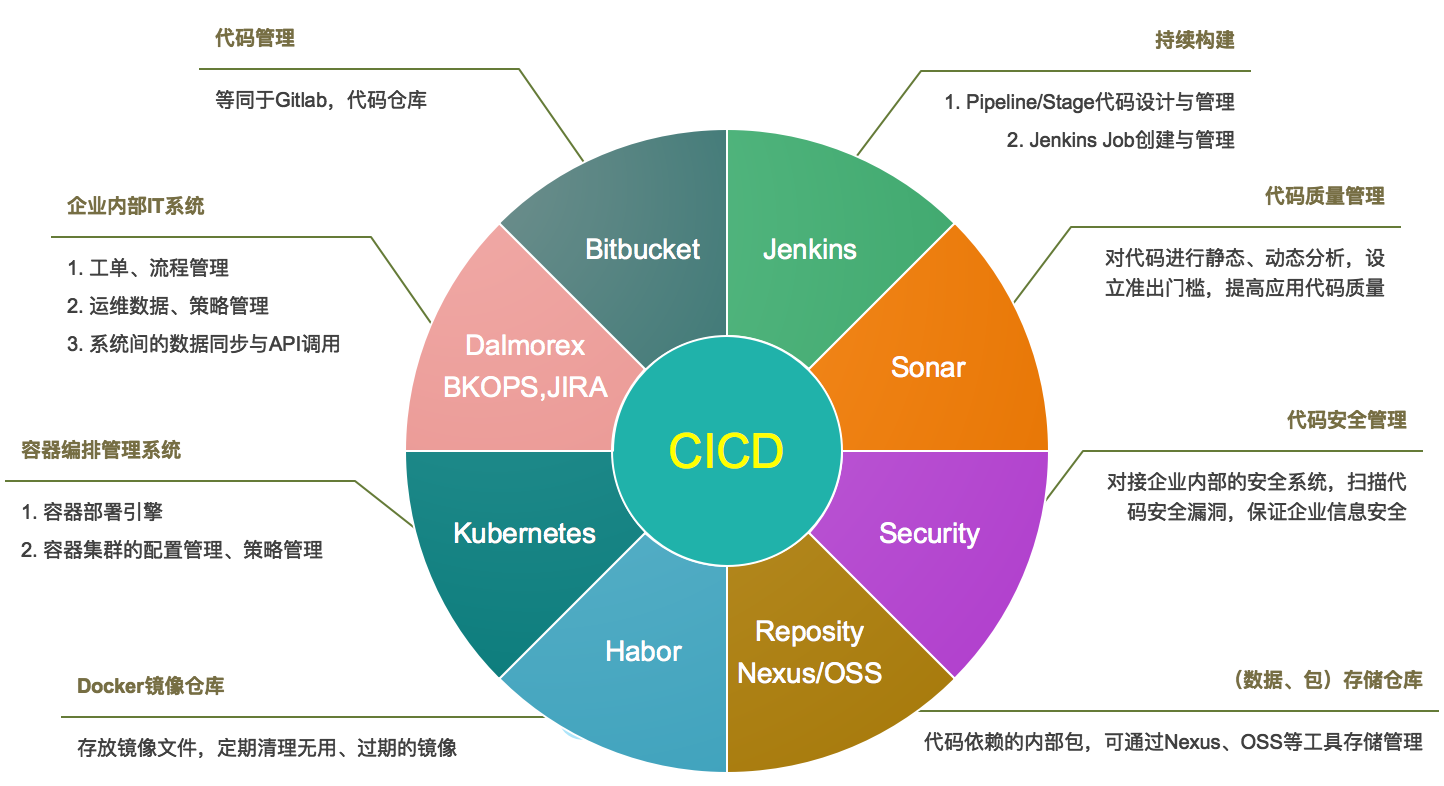 代码管理
等同于Gitlab，代码仓库
持续构建
1. Pipeline/Stage代码设计与管理
2. Jenkins Job创建与管理
企业内部IT系统
1. 工单、流程管理
2. 运维数据、策略管理
3. 系统间的数据同步与API调用
代码质量管理
对代码进行静态、动态分析，设
立准出门槛，提高应用代码质量
容器编排管理系统
1. 容器部署引擎
2. 容器集群的配置管理、策略管理
代码安全管理
对接企业内部的安全系统，扫描代
码安全漏洞，保证企业信息安全
Docker镜像仓库
存放镜像文件，定期清理无用、过期的镜像
（数据、包）存储仓库
代码依赖的内部包，可通过Nexus、OSS等工具存储管理
Bitbucket
Jenkins
Dalmorex
BKOPS,JIRA
Sonar
CICD
Kubernetes
Security
Habor
Reposity
Nexus/OSS